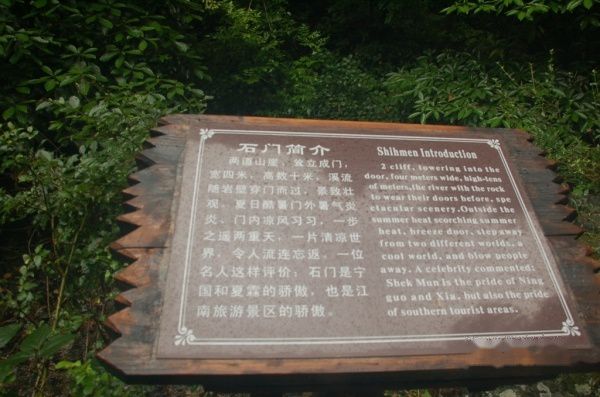 石门简介
两道山崖，耸立成门，
宽四米，高数十米，溪流
随岩壁穿门而过，景致壮
观，夏日酷暑门外暑气炎
炎，门内凉风习习，一步
之遥两重天，一片清凉世
界，令人流连忘返，一位
名人这样评价：石门是宁
国和夏霖的骄傲，也是江
南旅游景区的骄傲。
Shihmen Introduction
2 cliff, towering into the
door, four meters wide, high-tens
of meters,the river with the rock
to wear their doors before, spe
ctacular scenery.Outside the
summer heat scorching summer
heat, breeze door, step away
from two different worlds, a
cool world, and blow people
away. A celebrity commented:
Shek Mun is the pride of Ning
guo and Xia, but also the pride
of southern tourist areas.